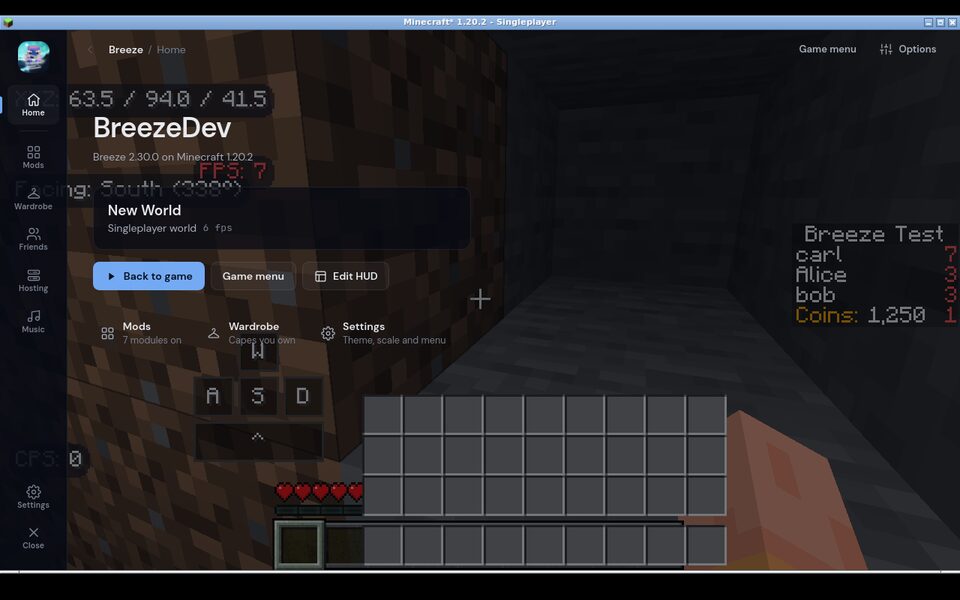 Minecraft* 1.20.2 - Singleplayer
Breeze / Home
Game menu
Options
Home
Mods
Wardrobe
Friends
Hosting
Music
Settings
Close
63.5 / 94.0 / 41.5
BreezeDev
Breeze 2.30.0 on Minecraft 1.20.2
FPS: 7
Facing: South (338°)
New World
Singleplayer world 6 fps
Back to game
Game menu
Edit HUD
Mods
7 modules on
Wardrobe
Capes you own
Settings
Theme, scale and menu
W
A S D
^
CPS: 0
Breeze Test
carl 7
Alice 3
bob 3
Coins: 1,250 1